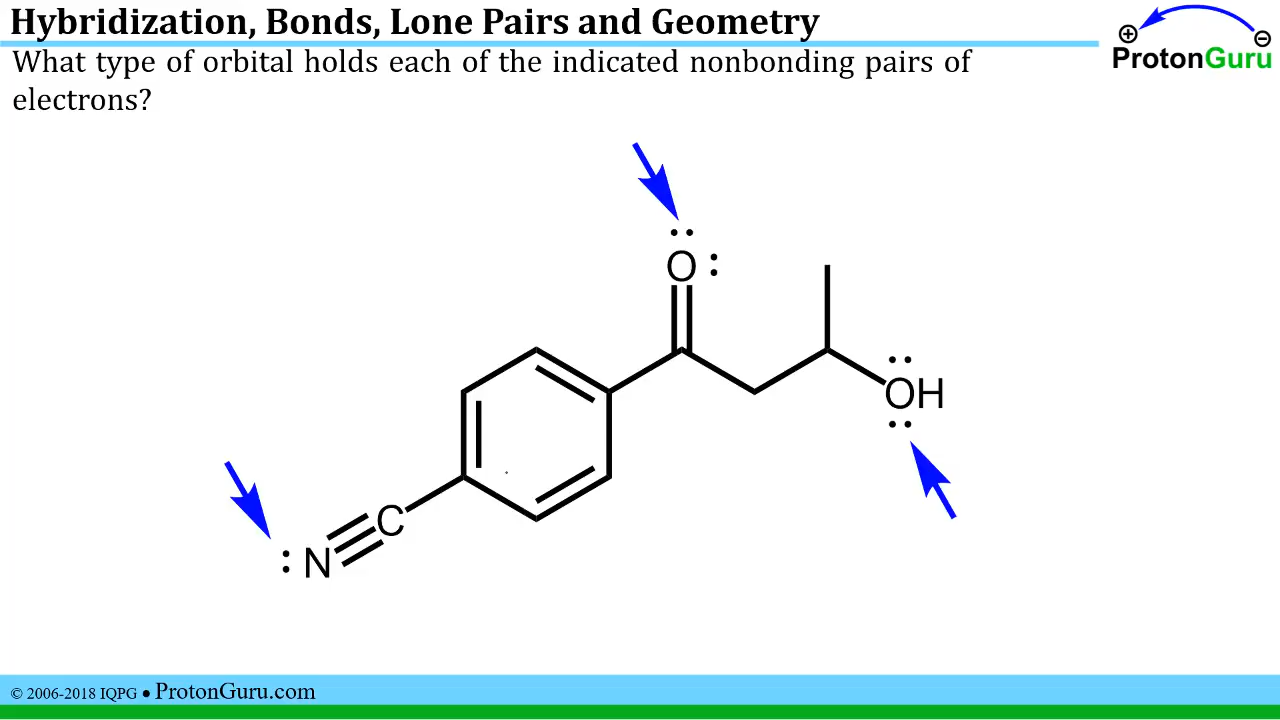 Hybridization, Bonds, Lone Pairs and Geometry
ProtonGuru
What type of orbital holds each of the indicated nonbonding pairs of
electrons?
O
OH
C
N
© 2006-2018 IQPG ● ProtonGuru.com